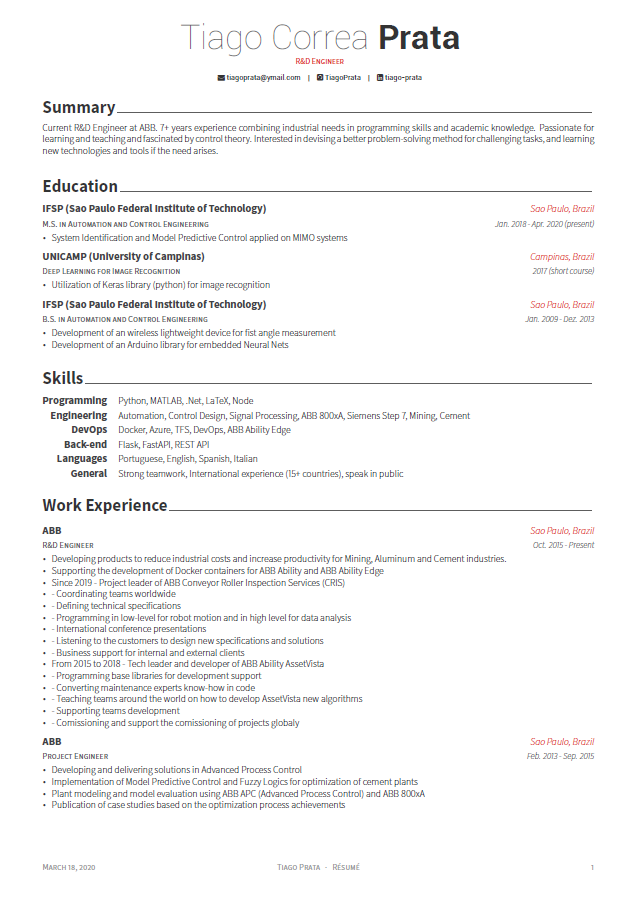 Tiago Correa Prata
R&D Engineer
tiagoprata@ymail.com | TiagoPrata | tiago-prata
Summary
Current R&D Engineer at ABB. 7+ years experience combining industrial needs in programming skills and academic knowledge. Passionate for
learning and teaching and fascinated by control theory. Interested in devising a better problem-solving method for challenging tasks, and learning
new technologies and tools if the need arises.
Education
IFSP (Sao Paulo Federal Institute of Technology) Sao Paulo, Brazil
M.S. in Automation and Control Engineering Jan. 2018 - Apr. 2020 (present)
• System Identification and Model Predictive Control applied on MIMO systems
UNICAMP (University of Campinas) Campinas, Brazil
Deep Learning for Image Recognition 2017 (short course)
• Utilization of Keras library (python) for image recognition
IFSP (Sao Paulo Federal Institute of Technology) Sao Paulo, Brazil
B.S. in Automation and Control Engineering Jan. 2009 - Dez. 2013
• Development of an wireless lightweight device for fist angle measurement
• Development of an Arduino library for embedded Neural Nets
Skills
Programming Python, MATLAB, .Net, LaTeX, Node
Engineering Automation, Control Design, Signal Processing, ABB 800xA, Siemens Step 7, Mining, Cement
DevOps Docker, Azure, TFS, DevOps, ABB Ability Edge
Back-end Flask, FastAPI, REST API
Languages Portuguese, English, Spanish, Italian
General Strong teamwork, International experience (15+ countries), speak in public
Work Experience
ABB Sao Paulo, Brazil
R&D Engineer Oct. 2015 - Present
• Developing products to reduce industrial costs and increase productivity for Mining, Aluminum and Cement industries.
• Supporting the development of Docker containers for ABB Ability and ABB Ability Edge
• Since 2019 - Project leader of ABB Conveyor Roller Inspection Services (CRIS)
• - Coordinating teams worldwide
• - Defining technical specifications
• - Programming in low-level for robot motion and in high level for data analysis
• - International conference presentations
• - Listening to the customers to design new specifications and solutions
• - Business support for internal and external clients
• From 2015 to 2018 - Tech leader and developer of ABB Ability AssetVista
• - Programming base libraries for development support
• - Converting maintenance experts know-how in code
• - Teaching teams around the world on how to develop AssetVista new algorithms
• - Supporting teams development
• - Comissioning and support the comissioning of projects globaly
ABB Sao Paulo, Brazil
Project Engineer Feb. 2013 - Sep. 2015
• Developing and delivering solutions in Advanced Process Control
• Implementation of Model Predictive Control and Fuzzy Logics for optimization of cement plants
• Plant modeling and model evaluation using ABB APC (Advanced Process Control) and ABB 800xA
• Publication of case studies based on the optimization process achievements
March 18, 2020 Tiago Prata · Résumé 1